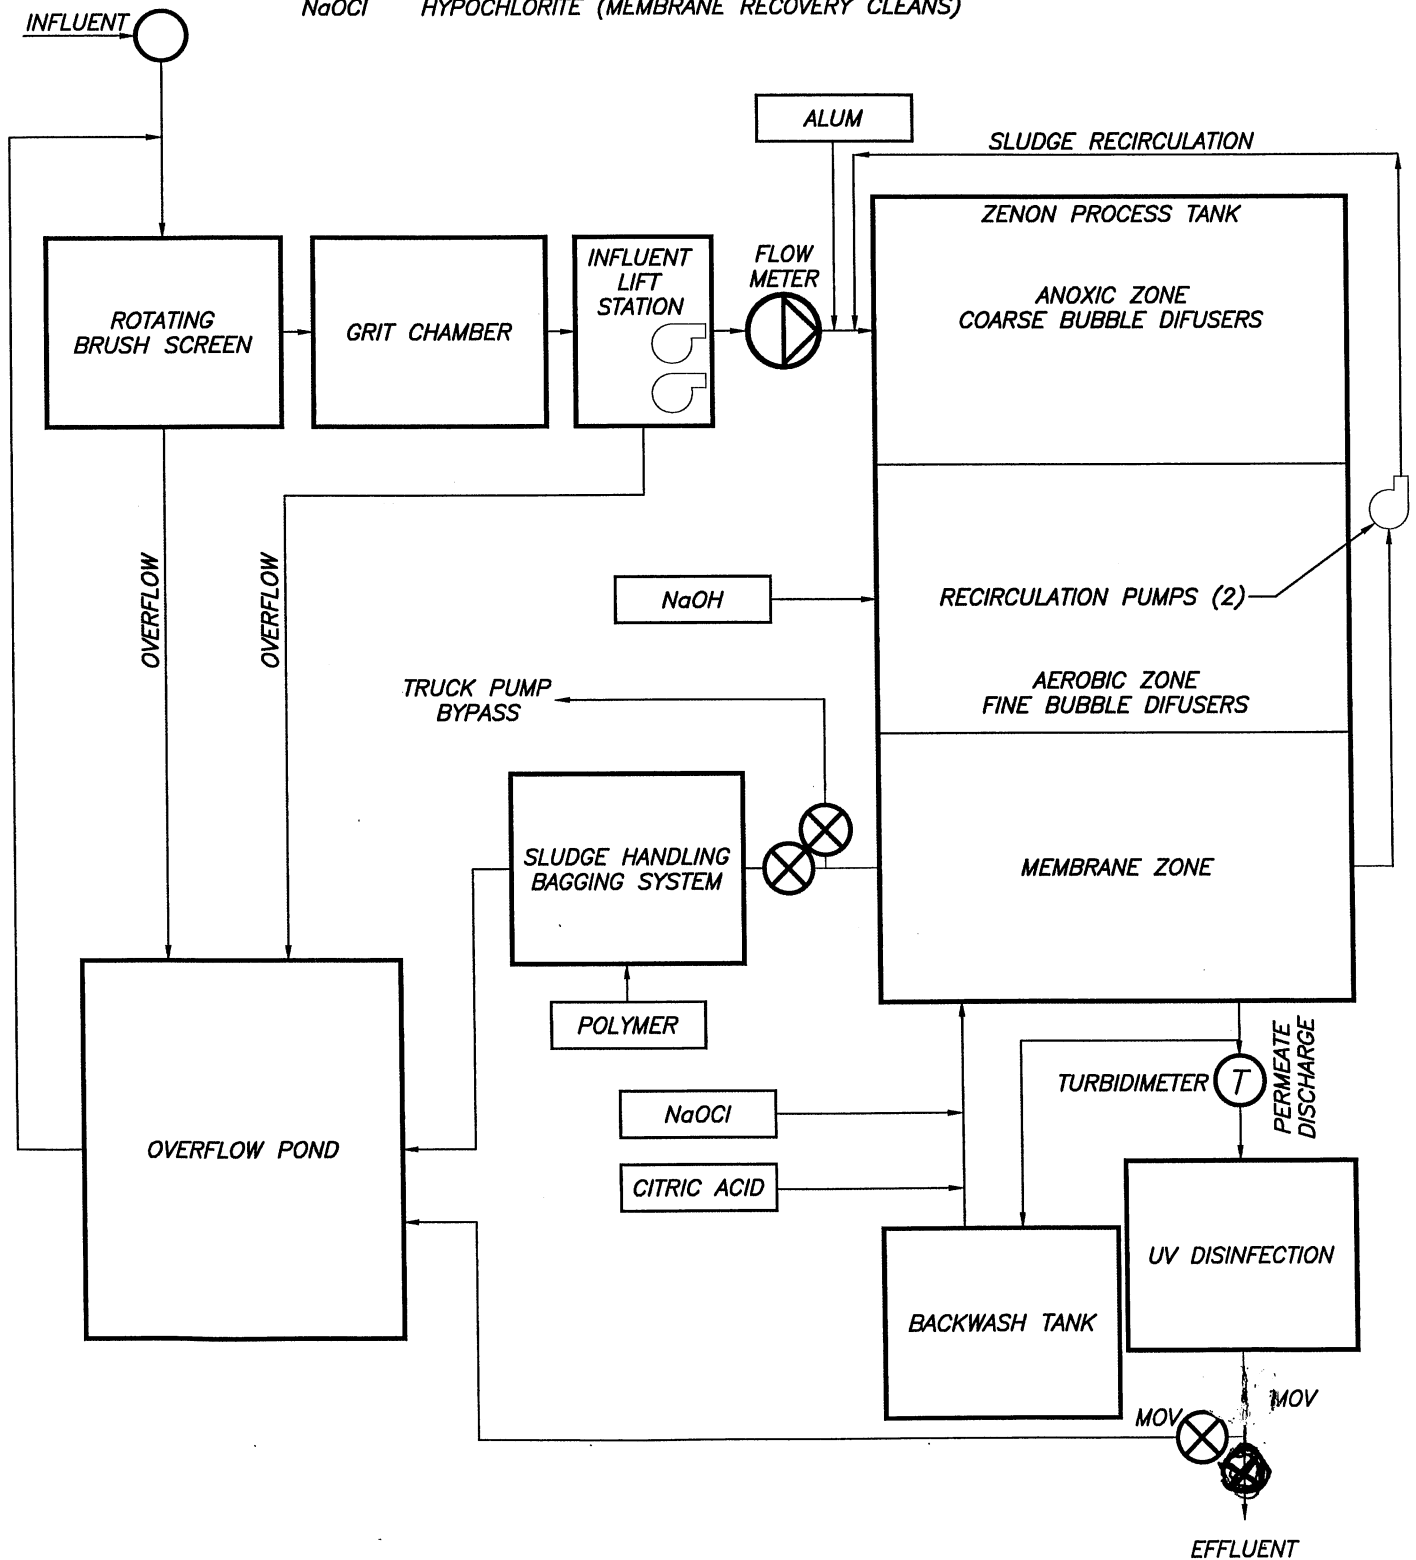 NaOCl HYPOCHLORITE (MEMBRANE RECOVERY CLEANS)
INFLUENT
ALUM
SLUDGE RECIRCULATION
ZENON PROCESS TANK
ANOXIC ZONE
COARSE BUBBLE DIFUSERS
FLOW
METER
INFLUENT
LIFT
STATION
ROTATING
BRUSH SCREEN
GRIT CHAMBER
OVERFLOW
OVERFLOW
NaOH
RECIRCULATION PUMPS (2)
AEROBIC ZONE
FINE BUBBLE DIFUSERS
TRUCK PUMP
BYPASS
SLUDGE HANDLING
BAGGING SYSTEM
MEMBRANE ZONE
POLYMER
TURBIDIMETER
T
PERMEATE
DISCHARGE
NaOCl
CITRIC ACID
OVERFLOW POND
UV DISINFECTION
BACKWASH TANK
MOV
MOV
EFFLUENT